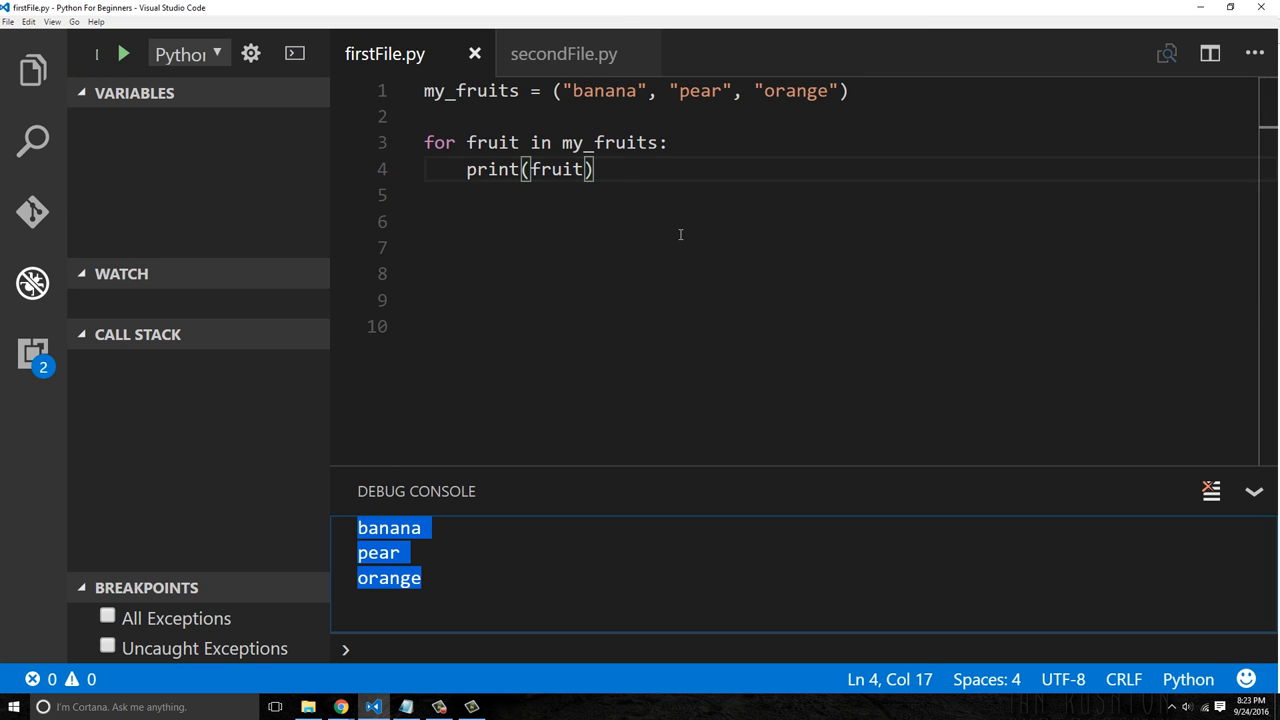 firstFile.py - Python For Beginners - Visual Studio Code
File Edit View Go Help
Python
firstFile.py
secondFile.py
VARIABLES
WATCH
CALL STACK
2
BREAKPOINTS
All Exceptions
Uncaught Exceptions
1 my_fruits = ("banana", "pear", "orange")
2
3 for fruit in my_fruits:
4 print(fruit)
5
6
7
8
9
10
DEBUG CONSOLE
banana
pear
orange
0 0 Ln 4, Col 17 Spaces: 4 UTF-8 CRLF Python
I'm Cortana. Ask me anything.
8:23 PM
9/24/2016